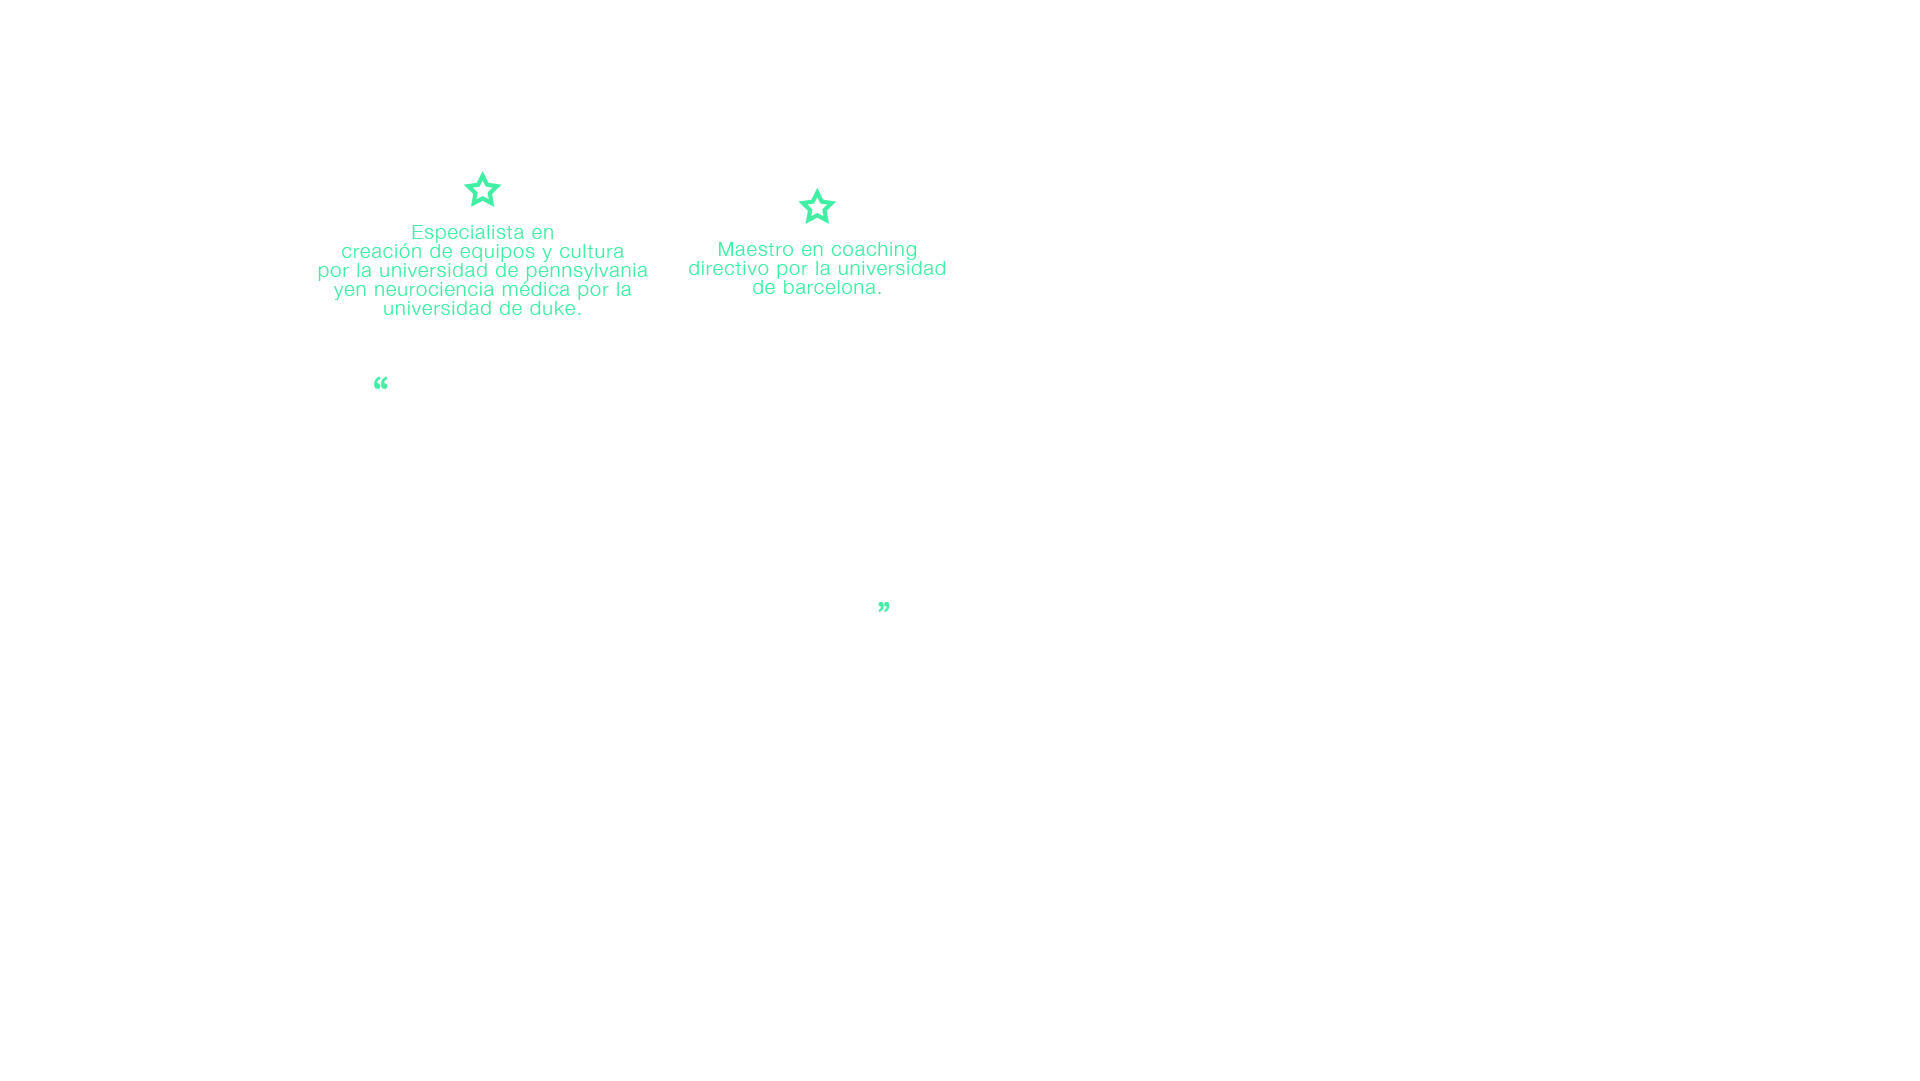 Especialista en
creación de equipos y cultura
por la universidad de pennsylvania
yen neurociencia médica por la
universidad de duke.
Maestro en coaching
directivo por la universidad
de barcelona.
“
”